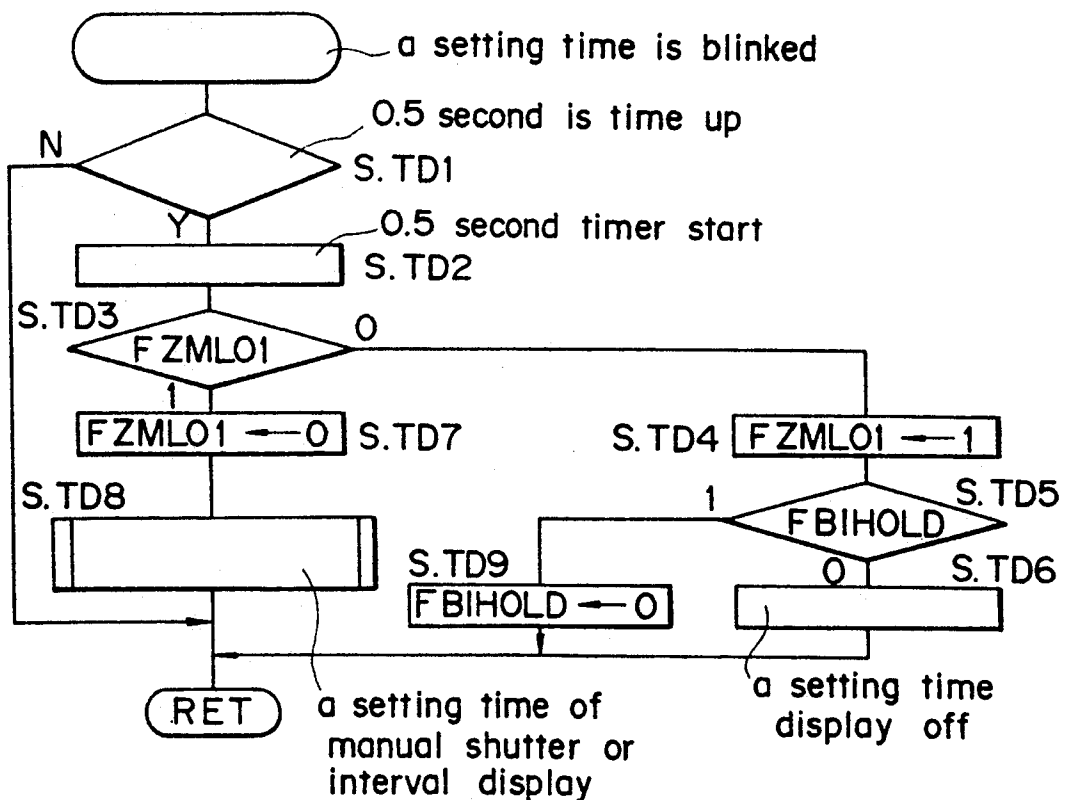 a setting time is blinked
0.5 second is time up
N
S.TD1
Y
0.5 second timer start
S.TD2
S.TD3
FZML01
0
1
FZML01 ← 0
S.TD7
S.TD4
FZML01 ← 1
S.TD8
1
S.TD5
FBIHOLD
S.TD9
0
S.TD6
FBIHOLD ← 0
RET
a setting time of
manual shutter or
interval display
a setting time
display off